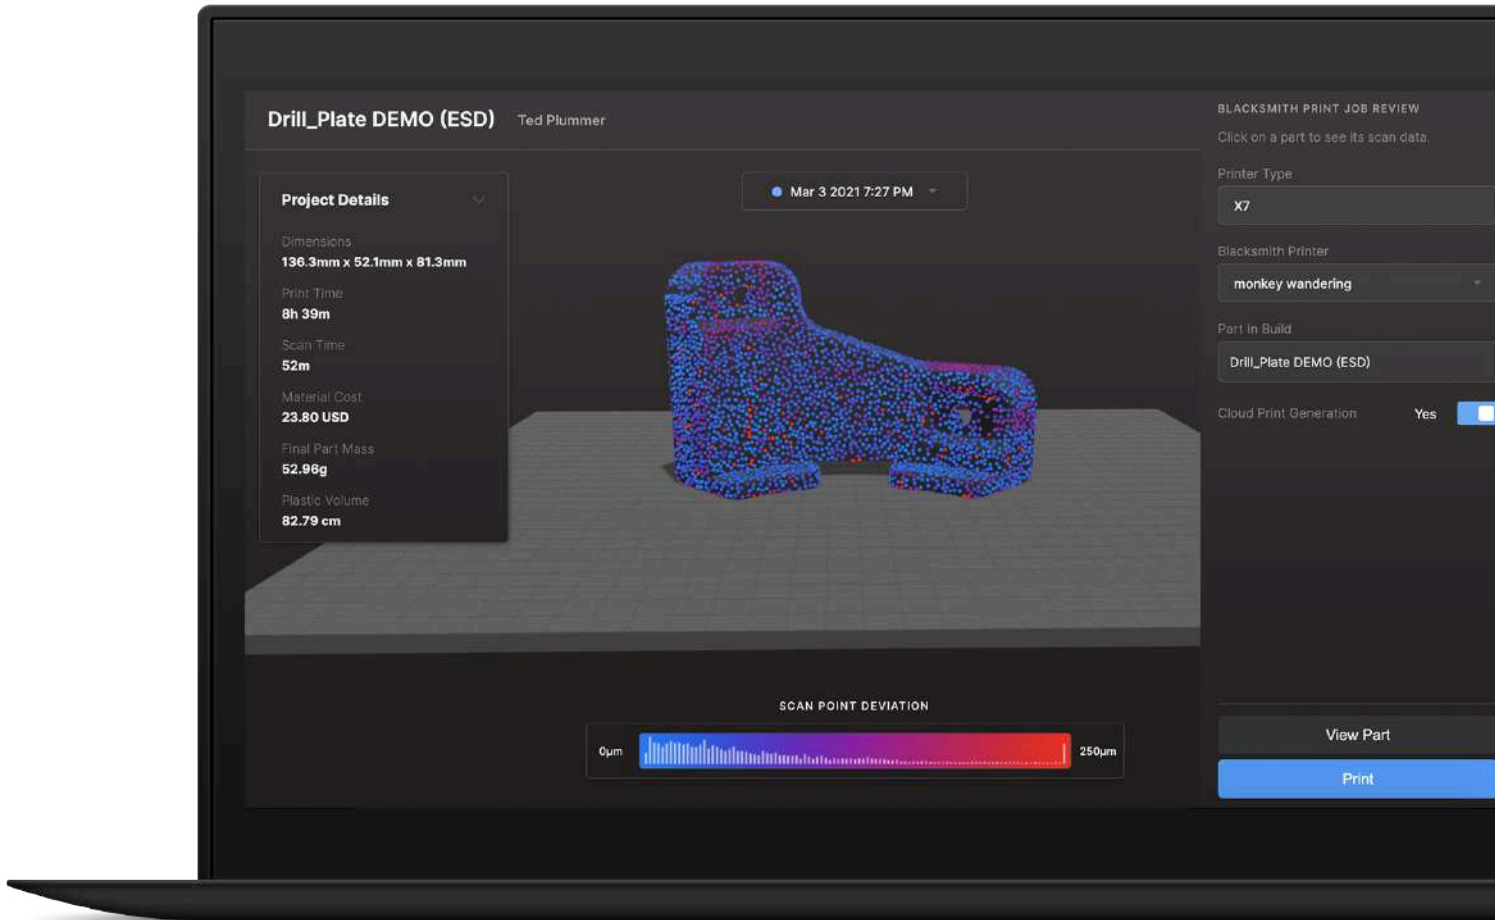 Drill_Plate DEMO (ESD) Ted Plummer
Project Details
Dimensions
136.3mm x 52.1mm x 81.3mm
Print Time
8h 39m
Scan Time
52m
Material Cost
23.80 USD
Final Part Mass
52.96g
Plastic Volume
82.79 cm
Mar 3 2021 7:27 PM
SCAN POINT DEVIATION
0μm
250μm
BLACKSMITH PRINT JOB REVIEW
Click on a part to see its scan data.
Printer Type
X7
Blacksmith Printer
monkey wandering
Part In Build
Drill_Plate DEMO (ESD)
Cloud Print Generation Yes
View Part
Print